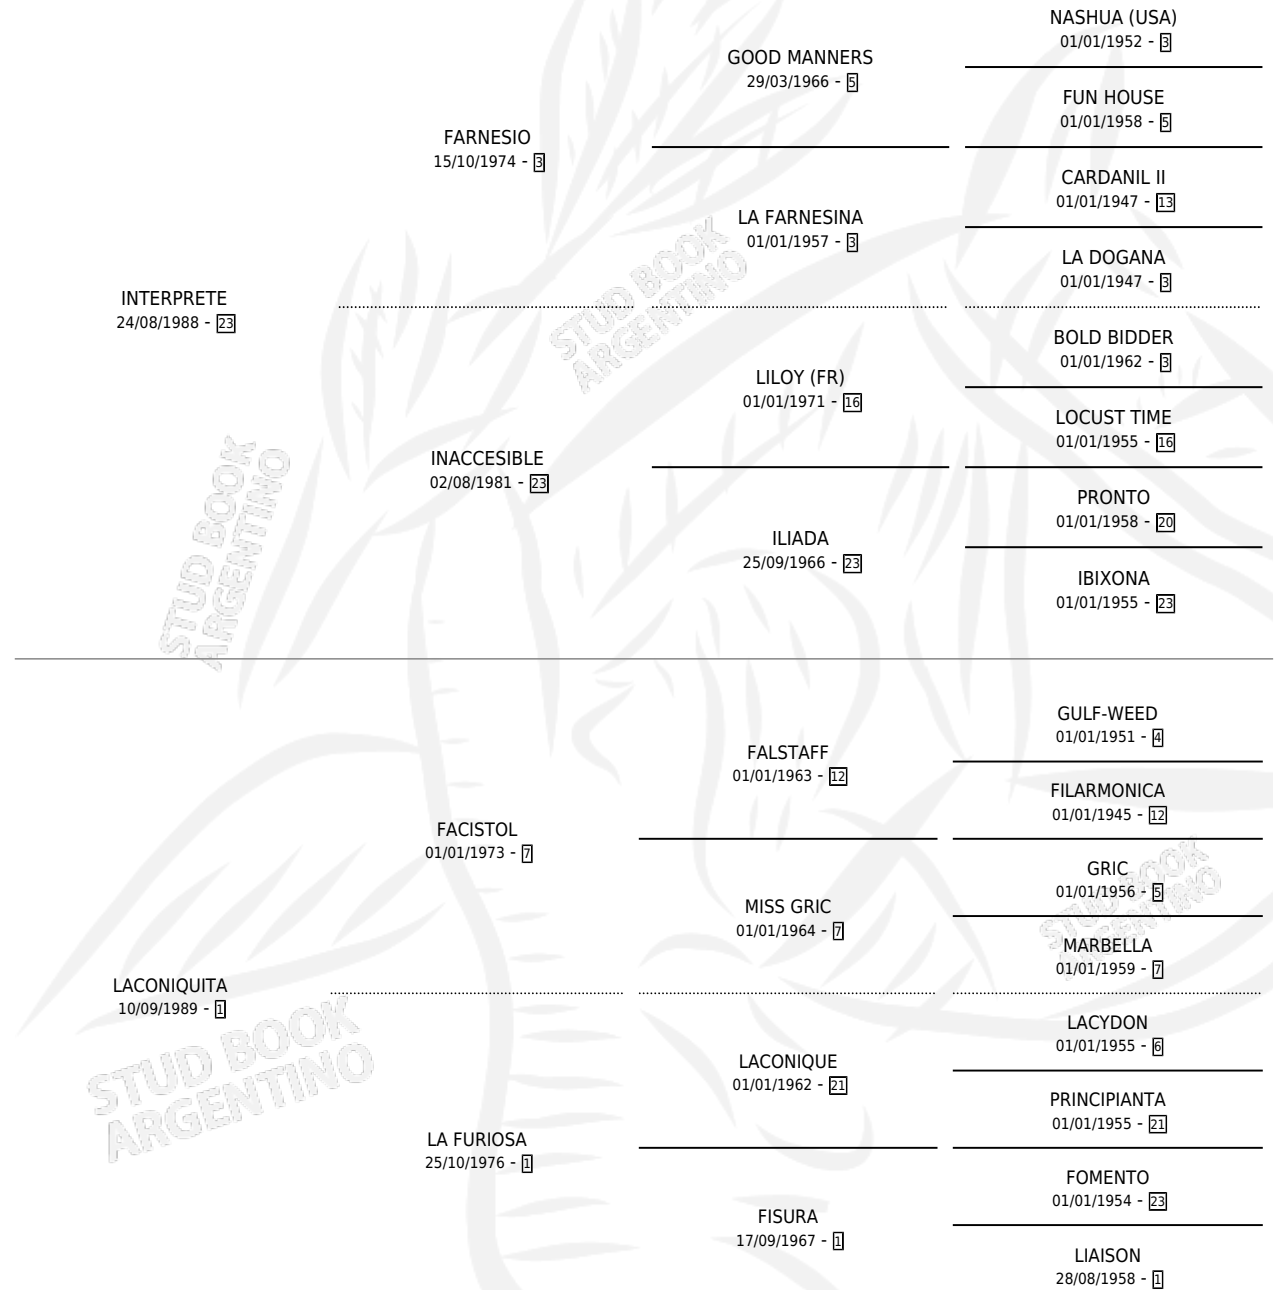 NASHUA (USA)
01/01/1952 - 3
GOOD MANNERS
29/03/1966 - 5
FUN HOUSE
01/01/1958 - 5
FARNESIO
15/10/1974 - 3
CARDANIL II
01/01/1947 - 13
LA FARNESINA
01/01/1957 - 3
LA DOGANA
01/01/1947 - 3
INTERPRETE
24/08/1988 - 23
BOLD BIDDER
01/01/1962 - 3
LILOY (FR)
01/01/1971 - 16
LOCUST TIME
01/01/1955 - 16
INACCESIBLE
02/08/1981 - 23
PRONTO
01/01/1958 - 20
ILIADA
25/09/1966 - 23
IBIXONA
01/01/1955 - 23
GULF-WEED
01/01/1951 - 4
FALSTAFF
01/01/1963 - 12
FILARMONICA
01/01/1945 - 12
FACISTOL
01/01/1973 - 7
GRIC
01/01/1956 - 5
MISS GRIC
01/01/1964 - 7
MARBELLA
01/01/1959 - 7
LACONIQUITA
10/09/1989 - 1
LACYDON
01/01/1955 - 6
LACONIQUE
01/01/1962 - 21
PRINCIPIANTA
01/01/1955 - 21
LA FURIOSA
25/10/1976 - 1
FOMENTO
01/01/1954 - 23
FISURA
17/09/1967 - 1
LIAISON
28/08/1958 - 1
STUD BOOK
ARGENTINO
STUD BOOK
ARGENTINO
STUD BOOK
ARGENTINO
STUD BOOK
ARGENTINO